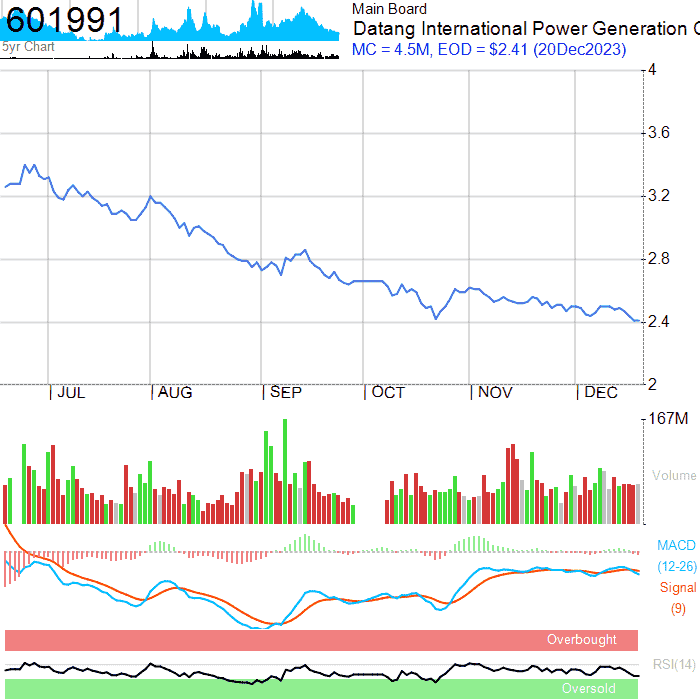 601991
5yr Chart
Main Board
Datang International Power Generation C
MC = 4.5M, EOD = $2.41 (20Dec2023)
4
3.6
3.2
2.8
2.4
2
JUL AUG SEP OCT NOV DEC
167M
Volume
MACD
(12-26)
Signal
(9)
Overbought
RSI(14)
Oversold